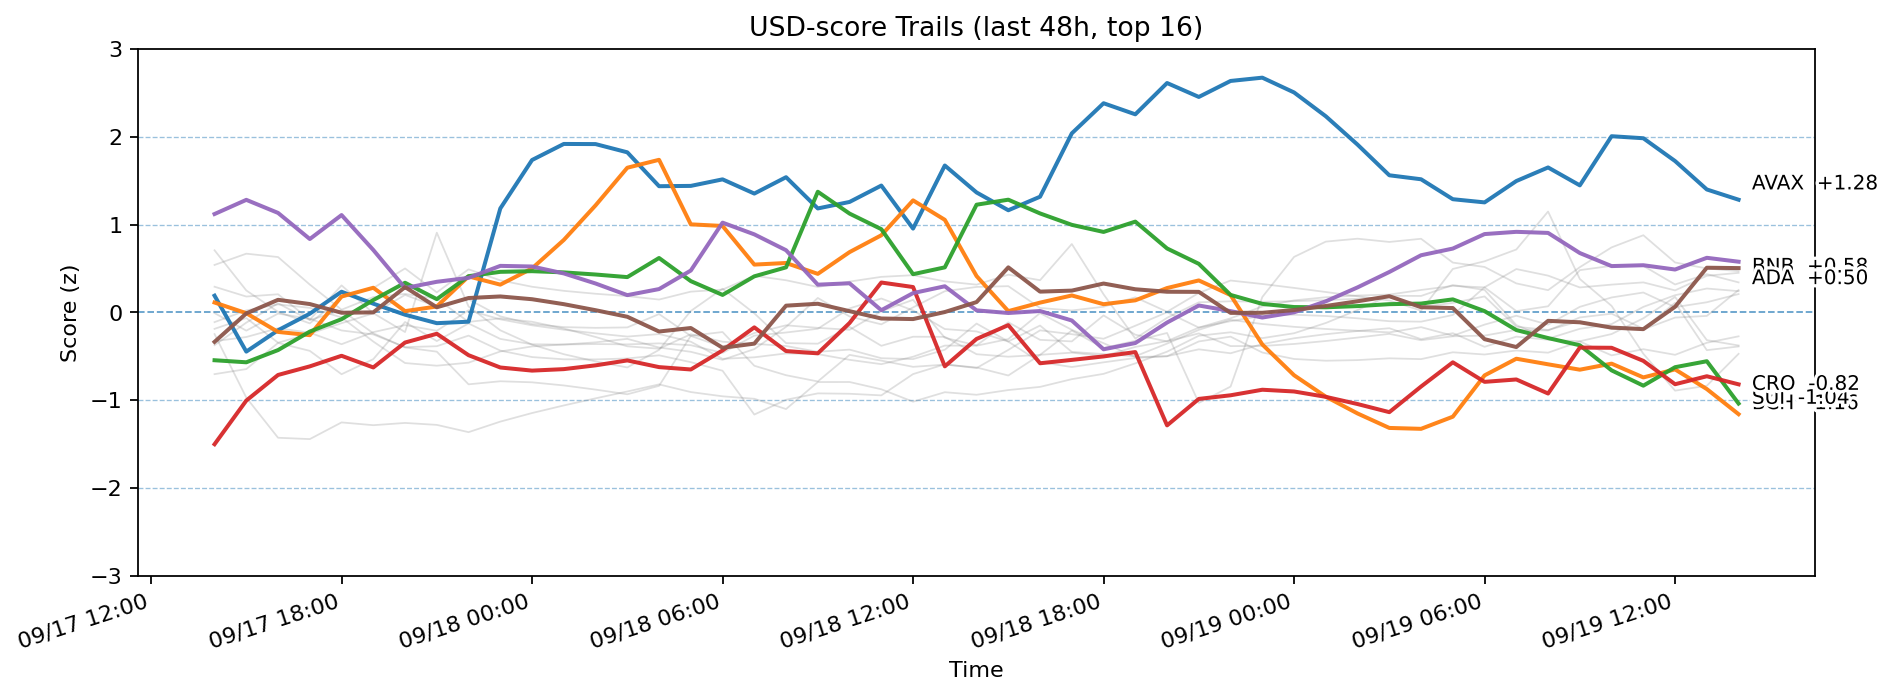 USD-score Trails (last 48h, top 16)
3
2
1
0
−1
−2
−3
Score (z)
AVAX +1.28
BNB +0.58
ADA +0.50
CRO -0.82
SUI -1.04
09/17 12:00
09/17 18:00
09/18 00:00
09/18 06:00
09/18 12:00
09/18 18:00
09/19 00:00
09/19 06:00
09/19 12:00
Time